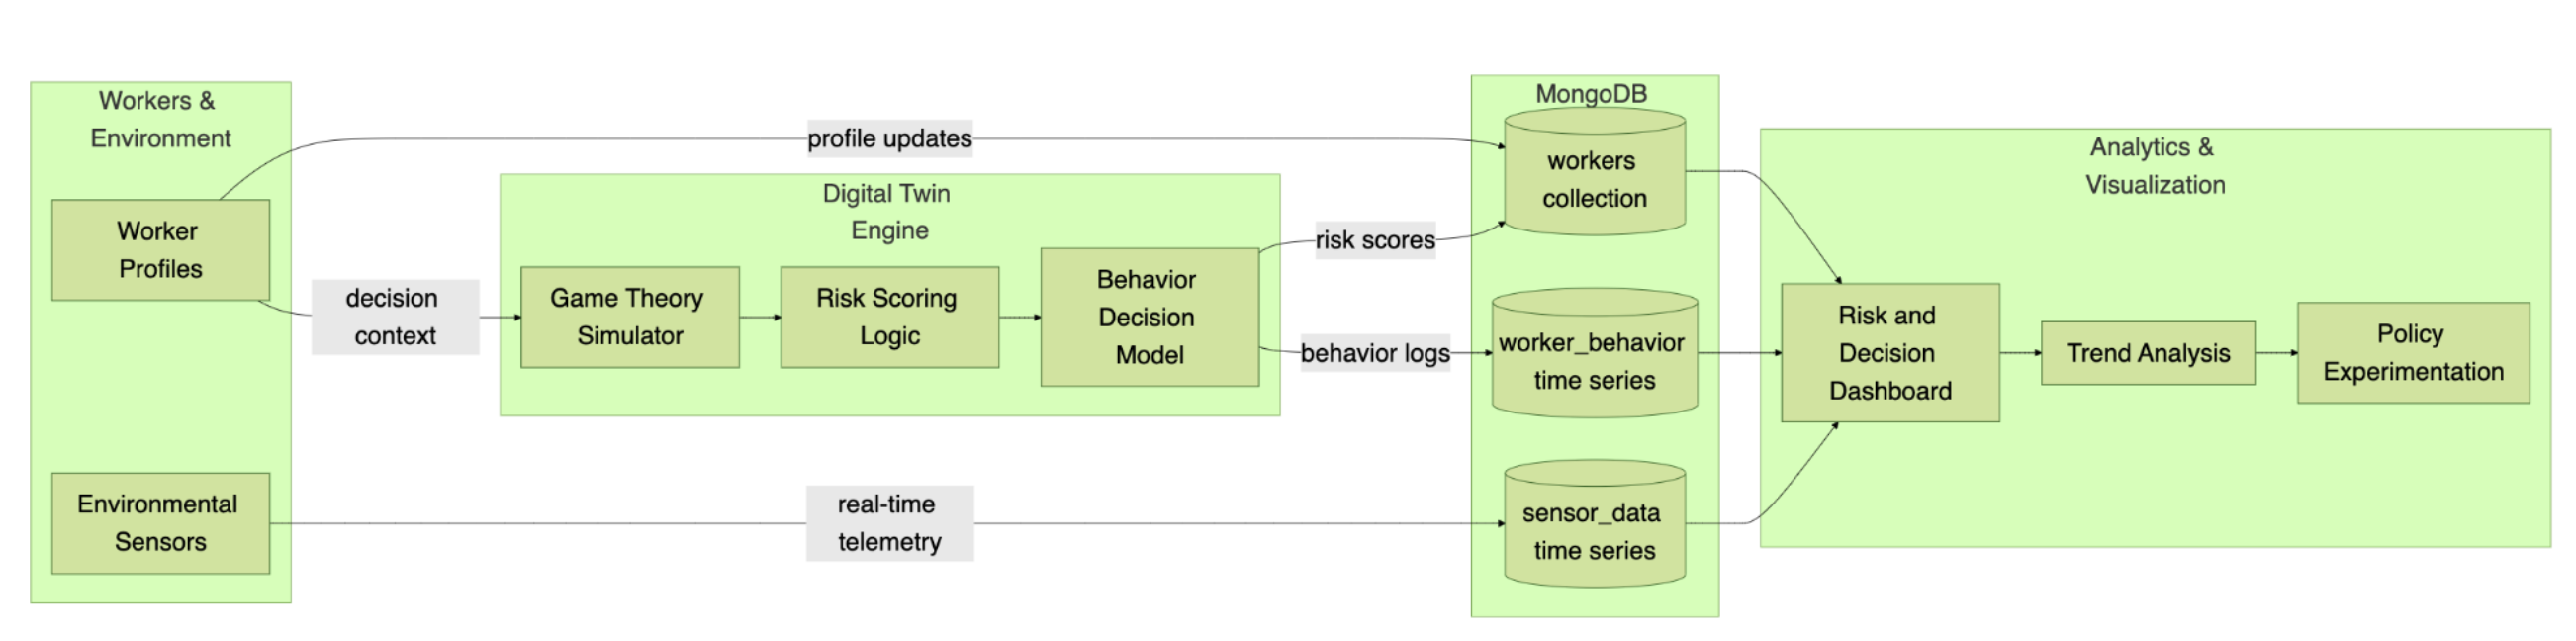 Workers &
Environment
Worker
Profiles
Environmental
Sensors
profile updates
decision
context
real-time
telemetry
Digital Twin
Engine
Game Theory
Simulator
Risk Scoring
Logic
Behavior
Decision
Model
risk scores
behavior logs
MongoDB
workers
collection
worker_behavior
time series
sensor_data
time series
Analytics &
Visualization
Risk and
Decision
Dashboard
Trend Analysis
Policy
Experimentation